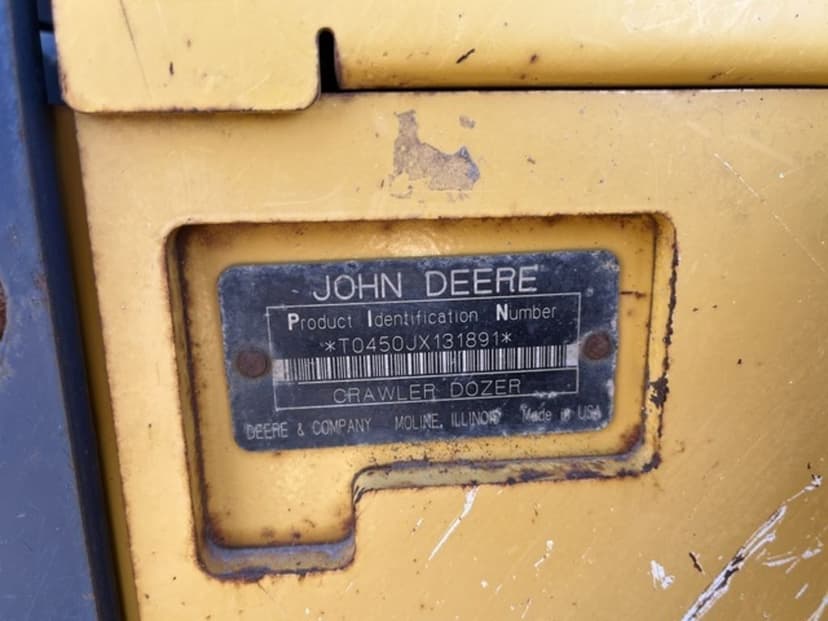 JOHN DEERE
Product Identification Number
*T0450JX131891*
CRAWLER DOZER
DEERE & COMPANY MOLINE, ILLINOIS Made in USA